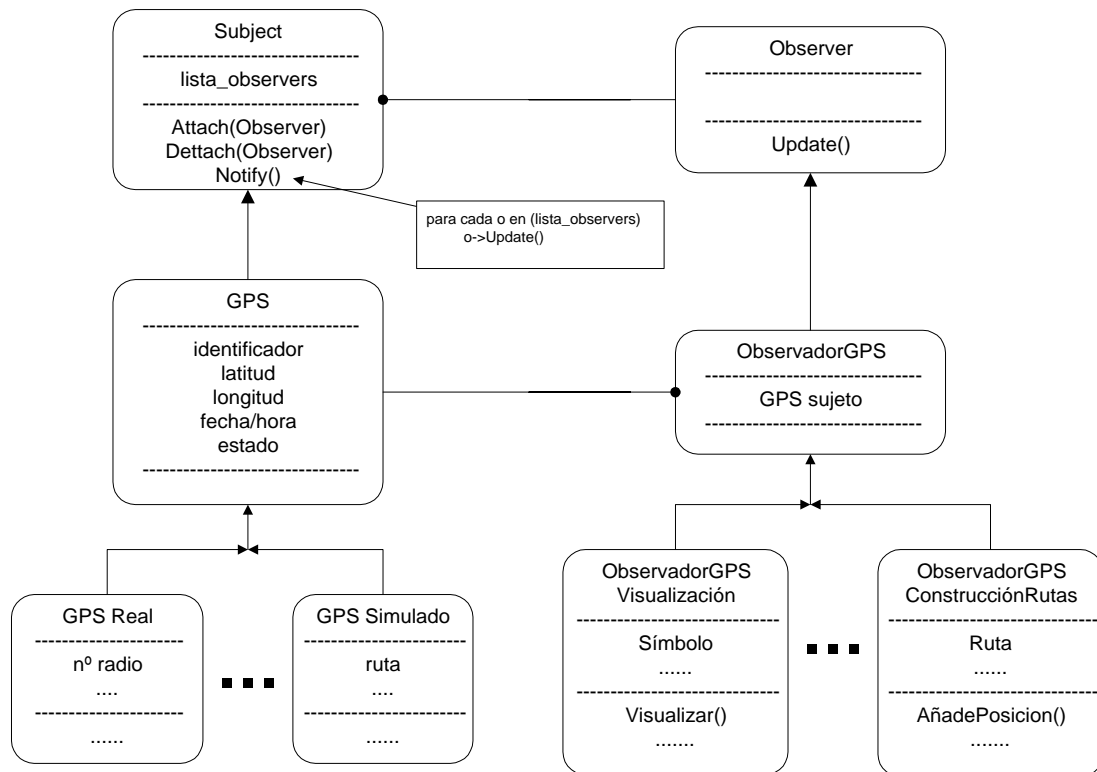 Subject
lista_observers
Attach(Observer)
Dettach(Observer)
Notify()
Observer
Update()
para cada o en (lista_observers)
o->Update()
GPS
identificador
latitud
longitud
fecha/hora
estado
ObservadorGPS
GPS sujeto
GPS Real
nº radio
....
......
GPS Simulado
ruta
....
......
ObservadorGPS
Visualización
Símbolo
......
Visualizar()
.......
ObservadorGPS
ConstrucciónRutas
Ruta
......
AñadePosicion()
.......